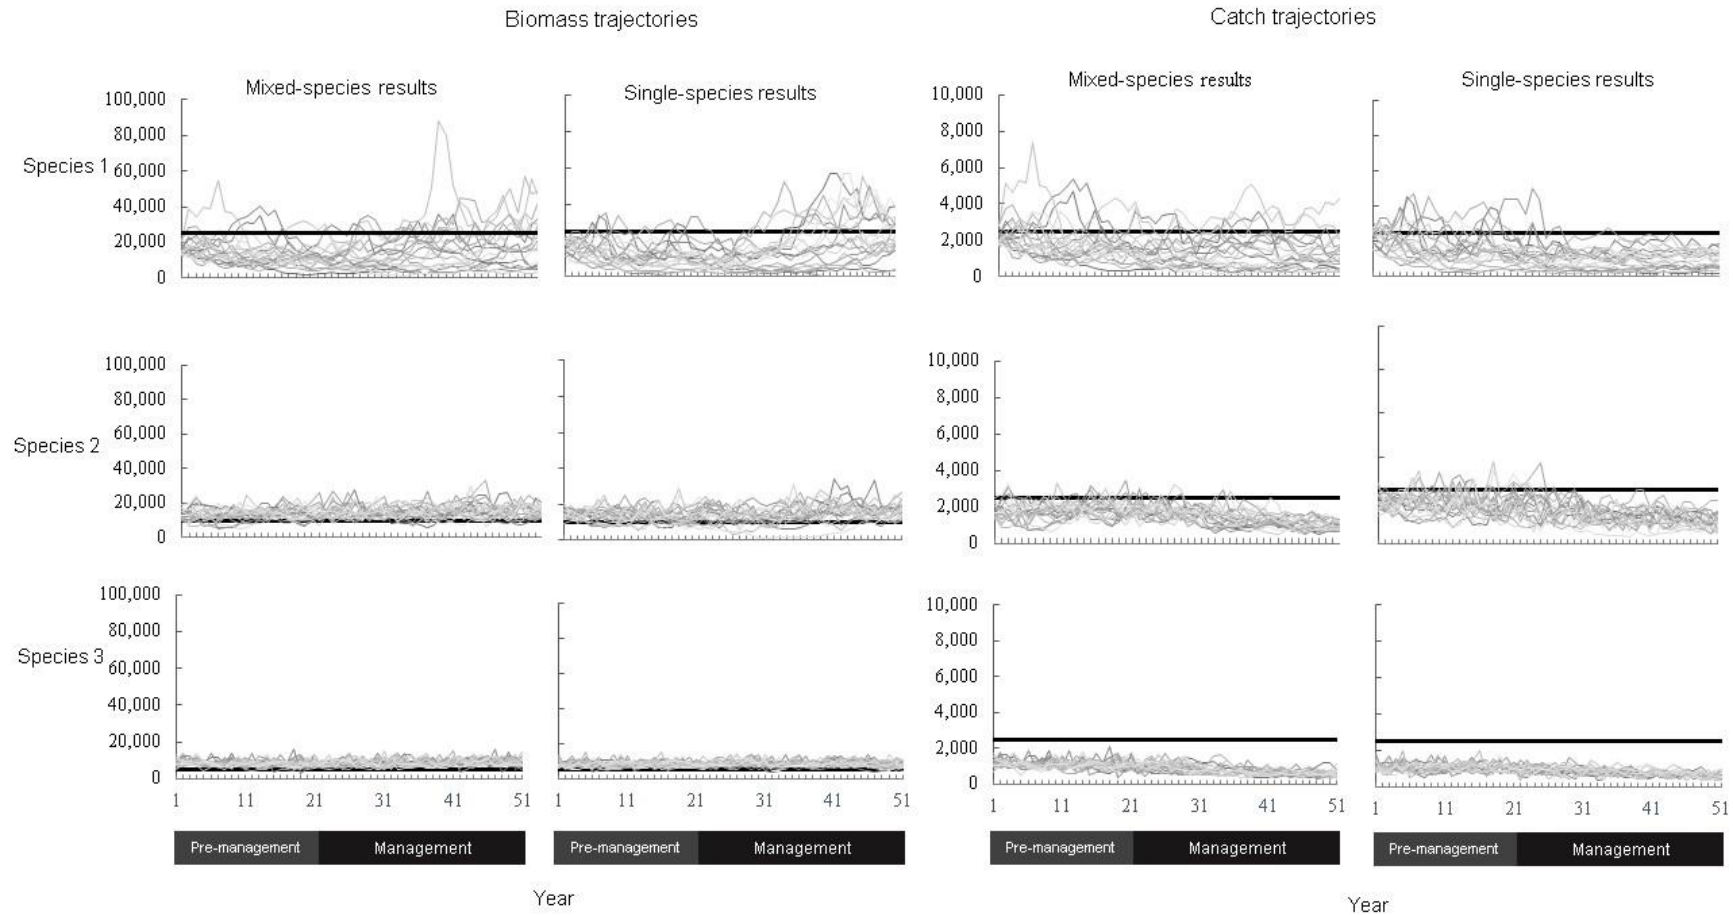 Biomass trajectories
Catch trajectories
Mixed-species results
Single-species results
Mixed-species results
Single-species results
Species 1
100,000
80,000
60,000
40,000
20,000
0
10,000
8,000
6,000
4,000
2,000
0
Species 2
100,000
80,000
60,000
40,000
20,000
0
10,000
8,000
6,000
4,000
2,000
0
Species 3
100,000
80,000
60,000
40,000
20,000
0
10,000
8,000
6,000
4,000
2,000
0
1 11 21 31 41 51
1 11 21 31 41 51
1 11 21 31 41 51
1 11 21 31 41 51
Pre-management Management
Pre-management Management
Pre-management Management
Pre-management Management
Year
Year